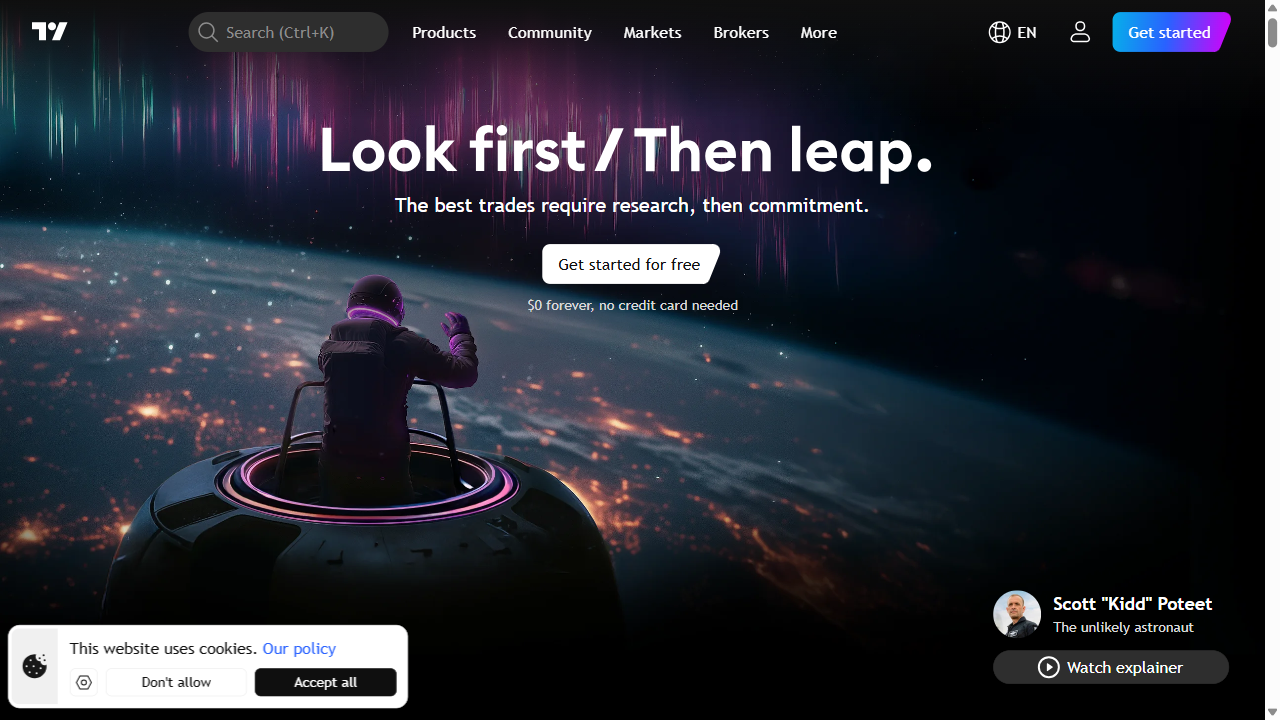 Search (Ctrl+K)
Products
Community
Markets
Brokers
More
EN
Get started
Look first / Then leap.
The best trades require research, then commitment.
Get started for free
$0 forever, no credit card needed
Scott "Kidd" Poteet
The unlikely astronaut
Watch explainer
This website uses cookies. Our policy
Don't allow
Accept all